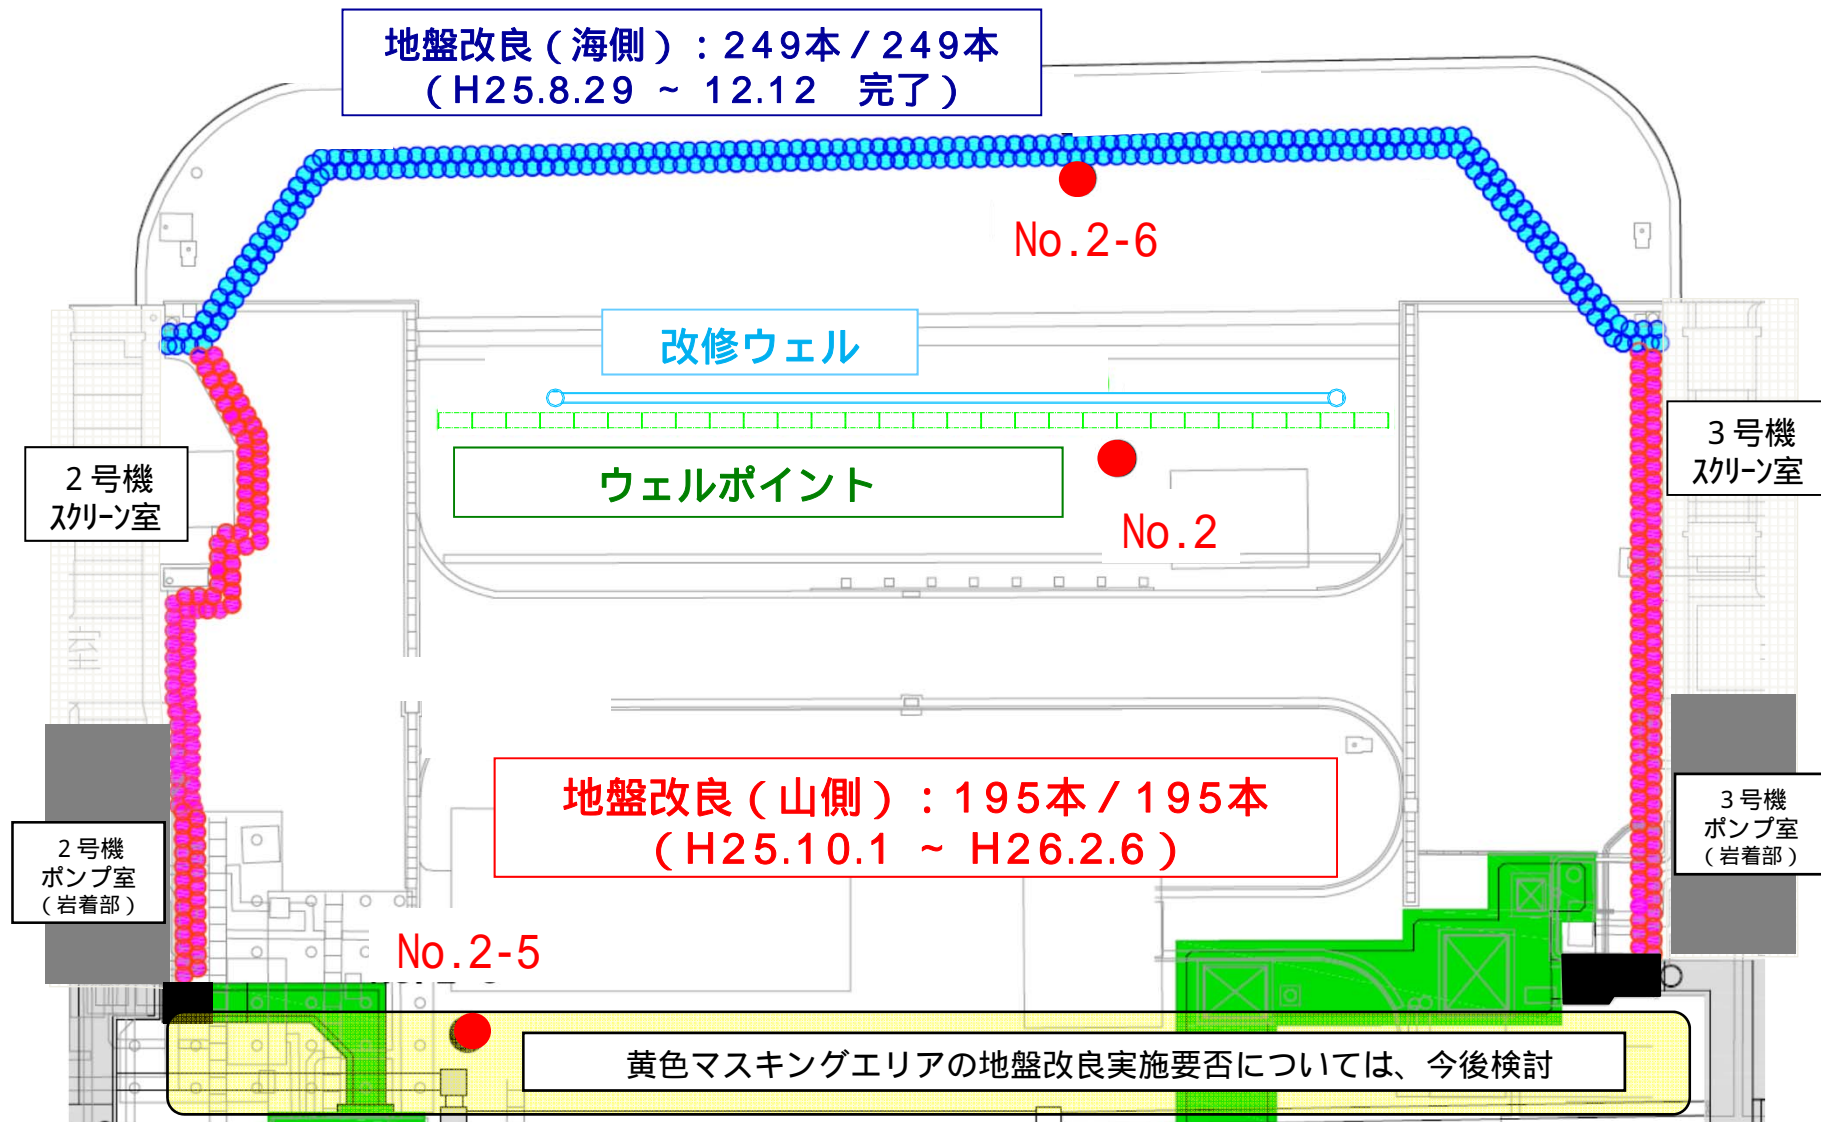 地盤改良（海側）：249本／249本
（H25.8.29 ～ 12.12　完了）
No.2-6
改修ウェル
2号機
スクリーン室
3号機
スクリーン室
ウェルポイント
No.2
地盤改良（山側）：195本／195本
（H25.10.1 ～ H26.2.6）
2号機
ポンプ室
（岩着部）
3号機
ポンプ室
（岩着部）
No.2-5
黄色マスキングエリアの地盤改良実施要否については、今後検討